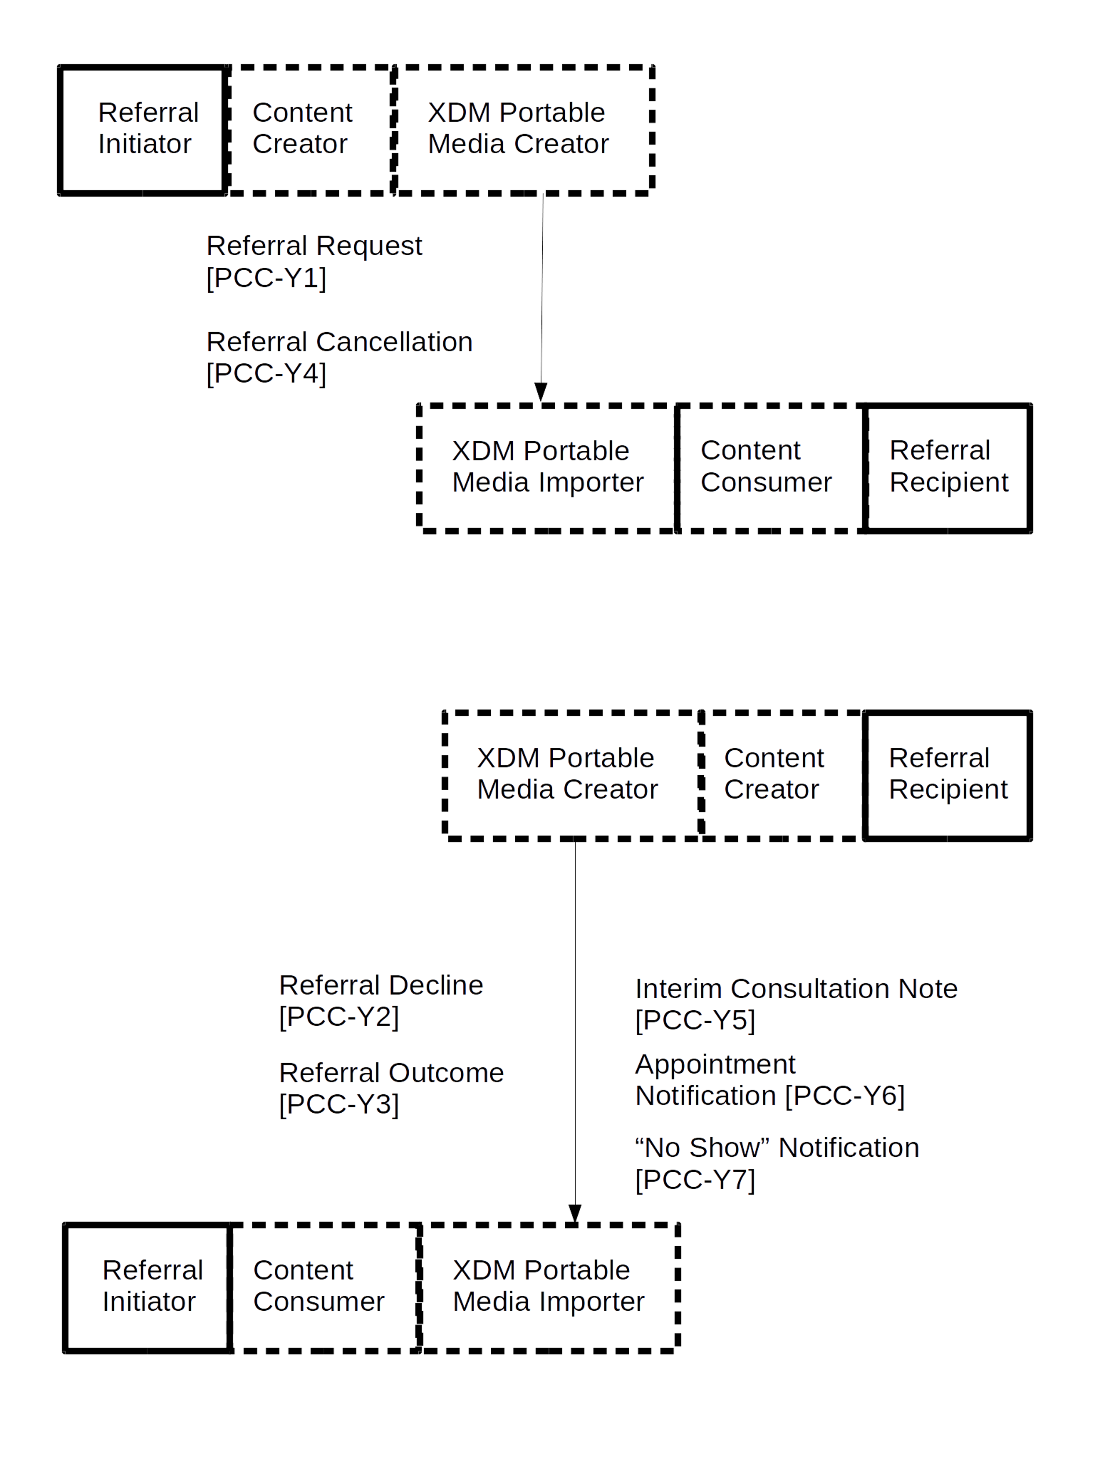 Referral
Initiator
Content
Creator
XDM Portable
Media Creator
Referral Request
[PCC-Y1]
Referral Cancellation
[PCC-Y4]
XDM Portable
Media Importer
Content
Consumer
Referral
Recipient
XDM Portable
Media Creator
Content
Creator
Referral
Recipient
Referral Decline
[PCC-Y2]
Referral Outcome
[PCC-Y3]
Interim Consultation Note
[PCC-Y5]
Appointment
Notification [PCC-Y6]
“No Show” Notification
[PCC-Y7]
Referral
Initiator
Content
Consumer
XDM Portable
Media Importer